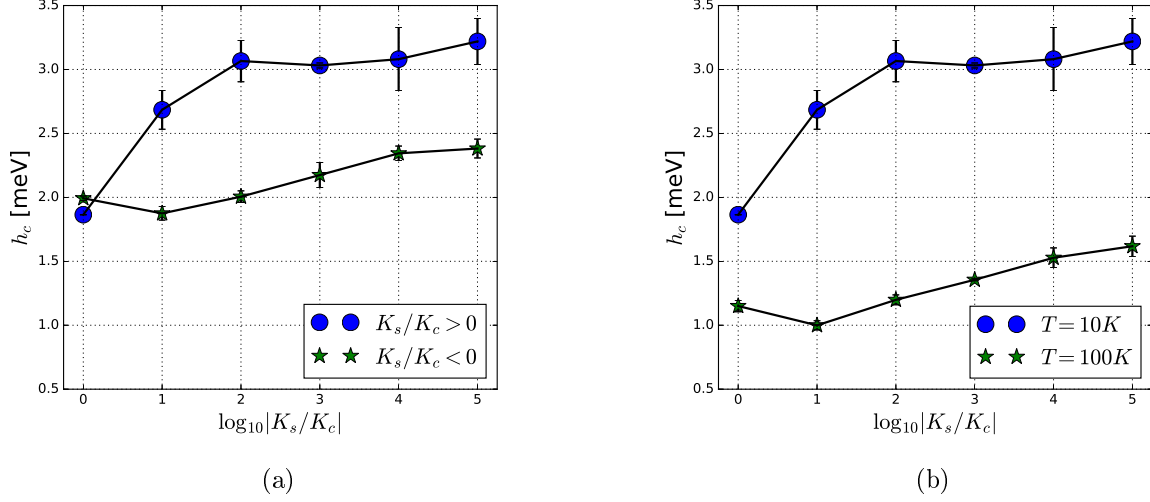 3.5
3.0
2.5
2.0
1.5
1.0
0.5
h_c [meV]
0 1 2 3 4 5
log₁₀|K_s/K_c|
K_s/K_c > 0
K_s/K_c < 0
(a)
3.5
3.0
2.5
2.0
1.5
1.0
0.5
h_c [meV]
0 1 2 3 4 5
log₁₀|K_s/K_c|
T = 10K
T = 100K
(b)